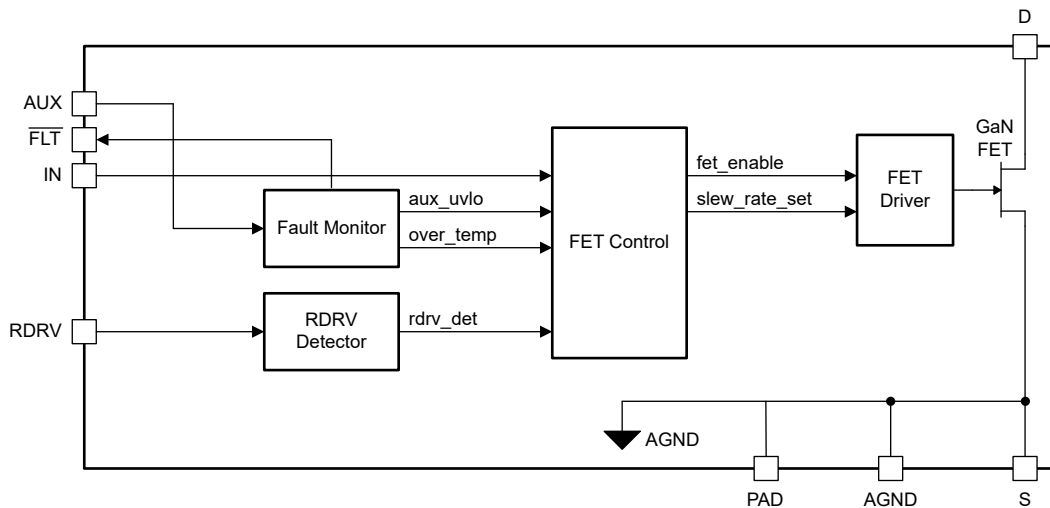 D
AUX
FLT
IN
GaN
FET
fet_enable
FET
Driver
aux_uvlo
slew_rate_set
Fault Monitor
over_temp
FET Control
RDRV
RDRV
Detector
rdrv_det
AGND
PAD
AGND
S